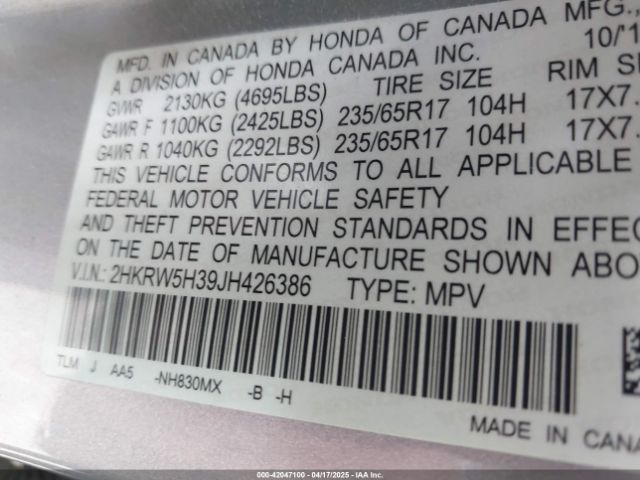 MFD. IN CANADA BY HONDA OF CANADA MFG.,
A DIVISION OF HONDA CANADA INC. 10/'1
GVWR 2130KG (4695LBS) TIRE SIZE RIM
GAWR F 1100KG (2425LBS) 235/65R17 104H 17X7.
GAWR R 1040KG (2292LBS) 235/65R17 104H 17X7.
THIS VEHICLE CONFORMS TO ALL APPLICABLE
FEDERAL MOTOR VEHICLE SAFETY
AND THEFT PREVENTION STANDARDS IN EFFEC
ON THE DATE OF MANUFACTURE SHOWN ABO
V.I.N.: 2HKRW5H39JH426386 TYPE: MPV
TLM J AA5 -NH830MX -B -H
MADE IN CANA
000-42047100 - 04/17/2025 - IAA Inc.